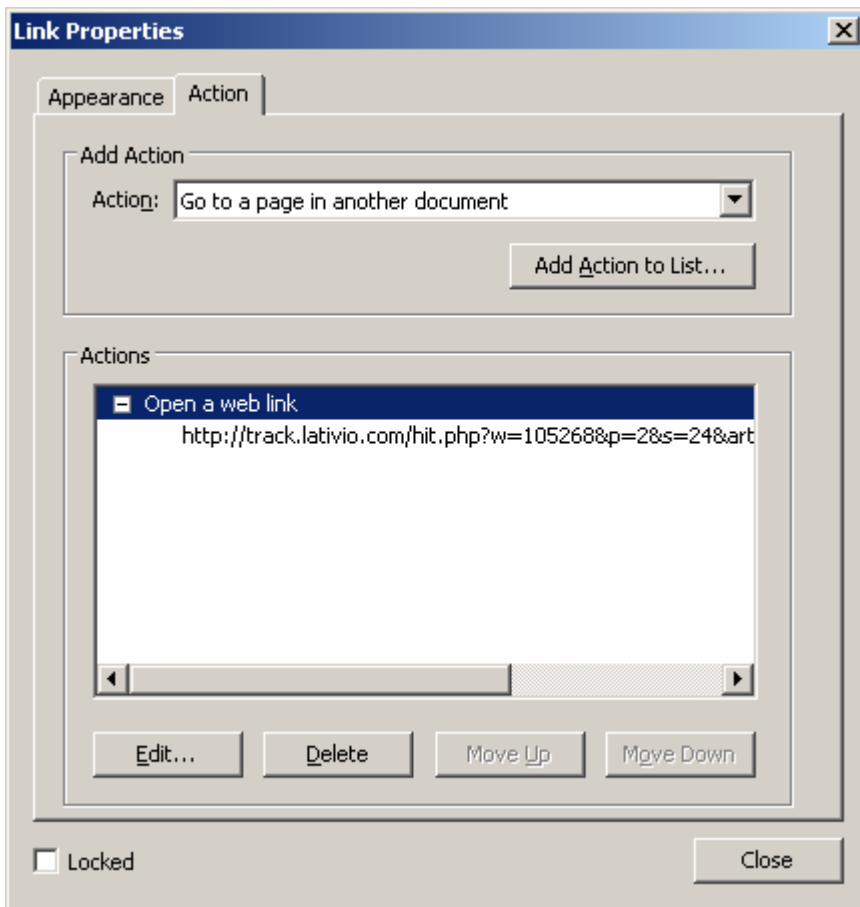 Link Properties
Appearance
Action
Add Action
Action: Go to a page in another document
Add Action to List...
Actions
Open a web link
http://track.lativio.com/hit.php?w=105268&p=2&s=24&art
Edit... Delete Move Up Move Down
Locked
Close